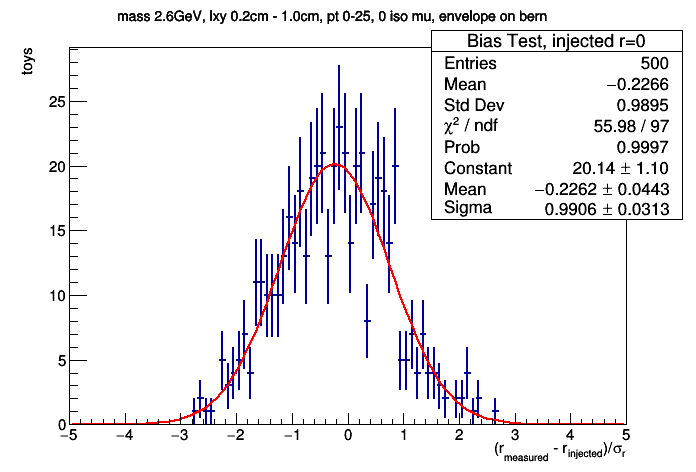 mass 2.6GeV, lxy 0.2cm - 1.0cm, pt 0-25, 0 iso mu, envelope on bern
Bias Test, injected r=0
Entries 500
Mean −0.2266
Std Dev 0.9895
χ² / ndf 55.98 / 97
Prob 0.9997
Constant 20.14 ± 1.10
Mean −0.2262 ± 0.0443
Sigma 0.9906 ± 0.0313
toys
25
20
15
10
5
0
−5 −4 −3 −2 −1 0 1 2 3 4 5
(r_measured - r_injected)/σ_r